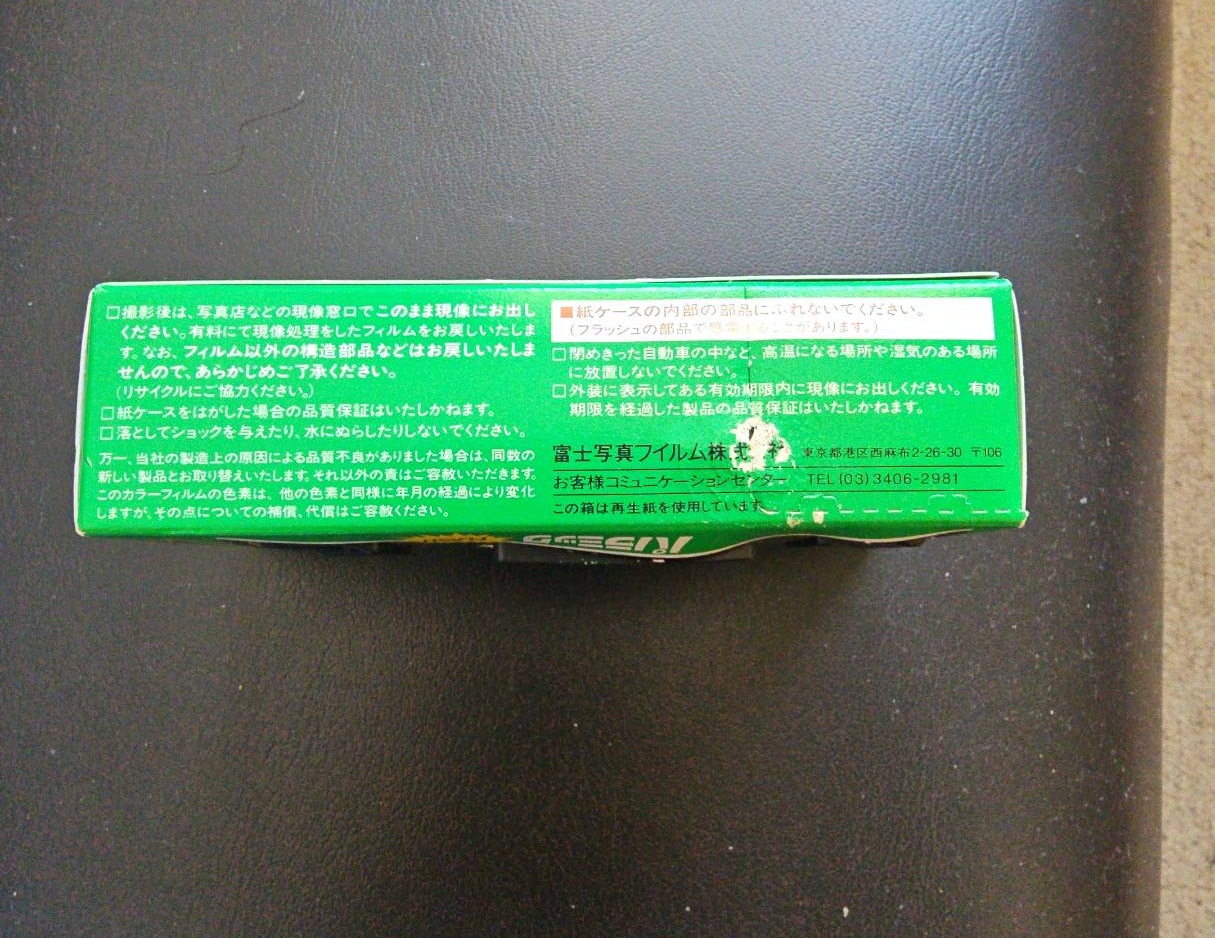 □撮影後は、写真店などの現像窓口でこのまま現像にお出し
ください。有料にて現像処理をしたフィルムをお戻しいたしま
す。なお、フィルム以外の構造部品などはお戻しいたしま
せんので、あらかじめご了承ください。
(リサイクルにご協力ください。)
□紙ケースをはがした場合の品質保証はいたしかねます。
□落としてショックを与えたり、水にぬらしたりしないでください。
万一、当社の製造上の原因による品質不良がありました場合は、同数の
新しい製品とお取り替えいたします。それ以外の責はご容赦いただきます。
このカラーフィルムの色素は、他の色素と同様に年月の経過により変化
しますが、その点についての補償、代償はご容赦ください。
■紙ケースの内部の部品にふれないでください。
(フラッシュの部品で感電することがあります。)
□閉めきった自動車の中など、高温になる場所や湿気のある場所
に放置しないでください。
□外装に表示してある有効期限内に現像にお出しください。有効
期限を経過した製品の品質保証はいたしかねます。
富士写真フイルム株式 社 東京都港区西麻布2-26-30 〒106
お客様コミュニケーションセンター TEL(03)3406-2981
この箱は再生紙を使用しています。